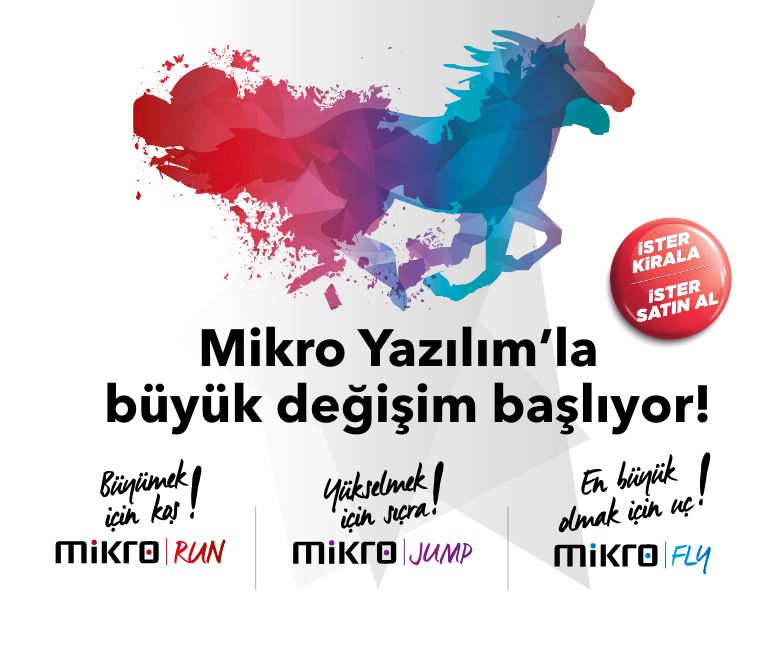 İSTER
KİRALA
İSTER
SATIN AL
Mikro Yazılım'la
büyük değişim başlıyor!
Büyümek
için koş!
mikro | RUN
Yükselmek
için sıçra!
mikro | JUMP
En büyük
olmak için uç!
mikro | FLY